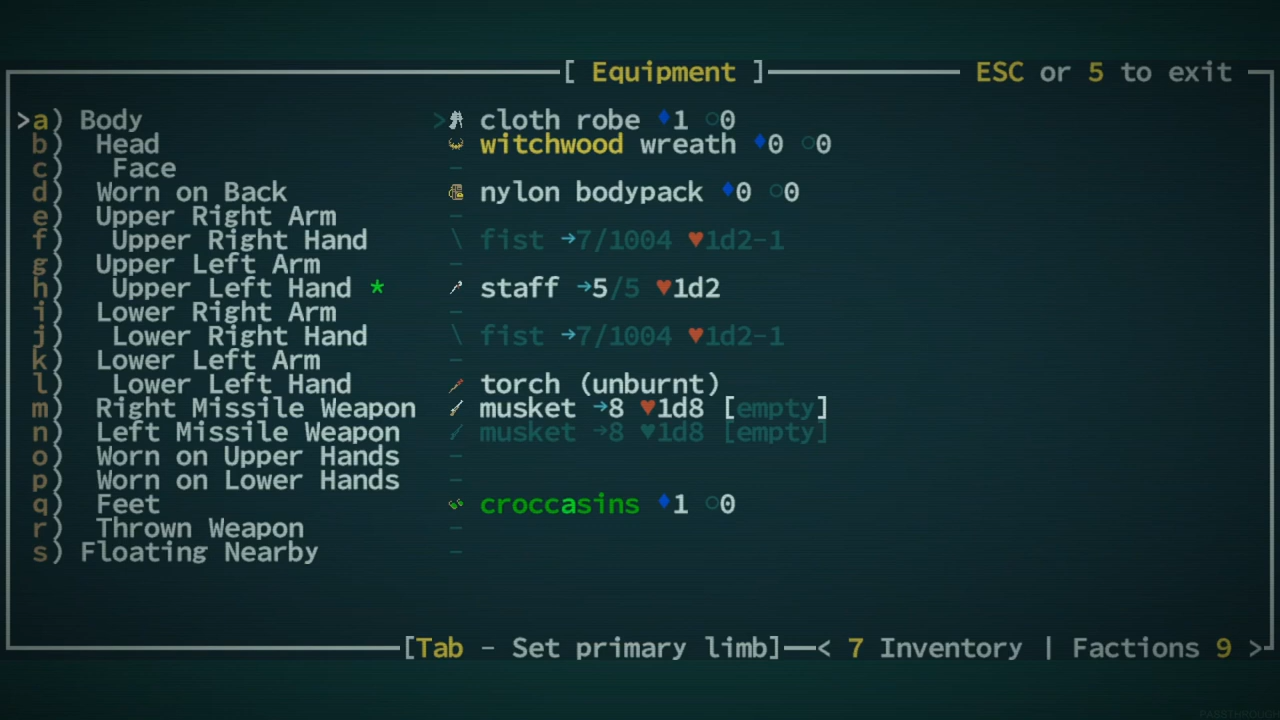 [ Equipment ] ESC or 5 to exit
>a) Body > cloth robe ♦1 ○0
b) Head witchwood wreath ♦0 ○0
c) Face –
d) Worn on Back nylon bodypack ♦0 ○0
e) Upper Right Arm –
f) Upper Right Hand \ fist →7/1004 ♥1d2-1
g) Upper Left Arm –
h) Upper Left Hand * staff →5/5 ♥1d2
i) Lower Right Arm –
j) Lower Right Hand \ fist →7/1004 ♥1d2-1
k) Lower Left Arm –
l) Lower Left Hand torch (unburnt)
m) Right Missile Weapon musket →8 ♥1d8 [empty]
n) Left Missile Weapon musket →8 ♥1d8 [empty]
o) Worn on Upper Hands –
p) Worn on Lower Hands –
q) Feet croccasins ♦1 ○0
r) Thrown Weapon –
s) Floating Nearby –
[Tab – Set primary limb] < 7 Inventory | Factions 9 >